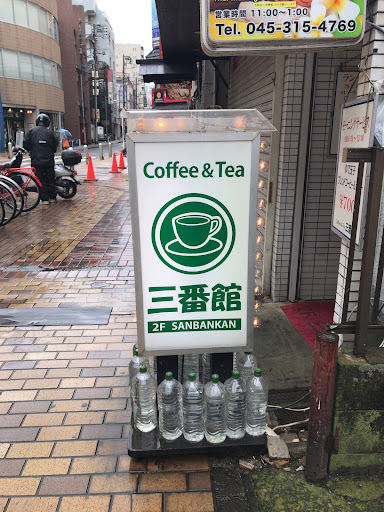 営業時間 11:00～1:00
Tel. 045-315-4769
Coffee & Tea
三番館
2F SANBANKAN